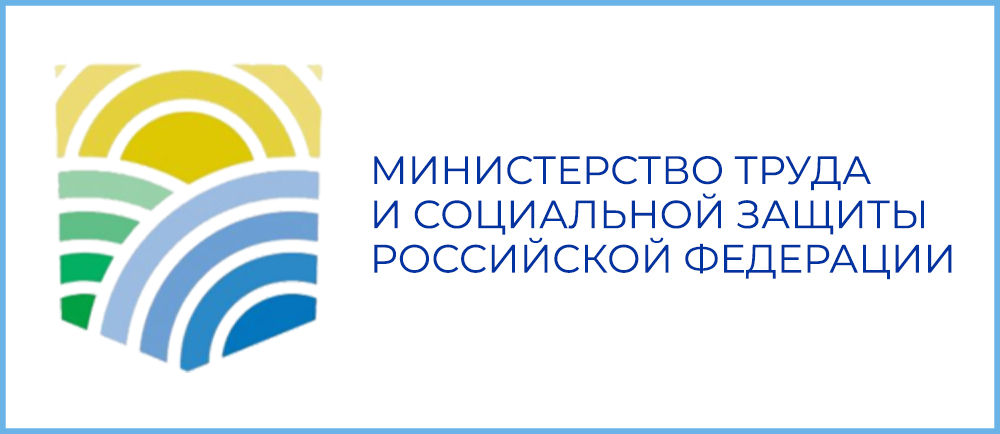 МИНИСТЕРСТВО ТРУДА
И СОЦИАЛЬНОЙ ЗАЩИТЫ
РОССИЙСКОЙ ФЕДЕРАЦИИ